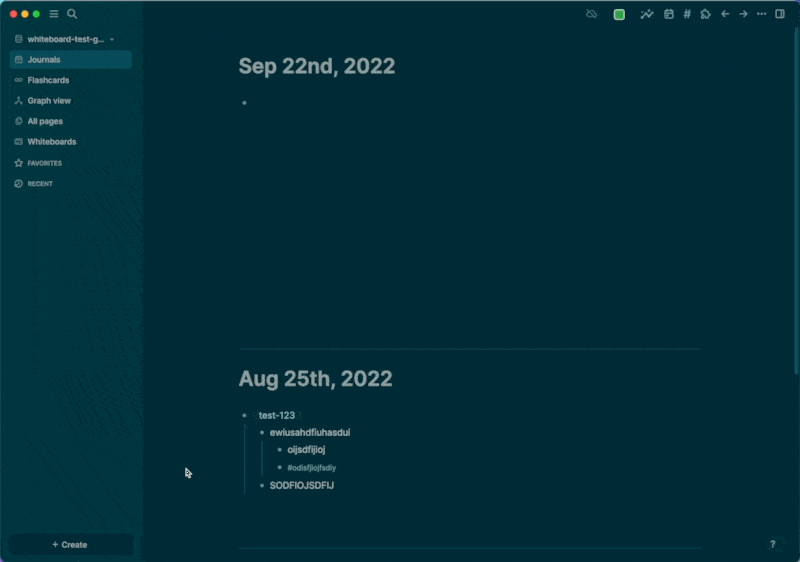 whiteboard-test-g...
Journals
Flashcards
Graph view
All pages
Whiteboards
FAVORITES
RECENT
+ Create
#
Sep 22nd, 2022
Aug 25th, 2022
test-123
ewiusahdfiuhasdui
oijsdfijioj
#odisfjiojfsdiy
SODFIOJSDFIJ
?